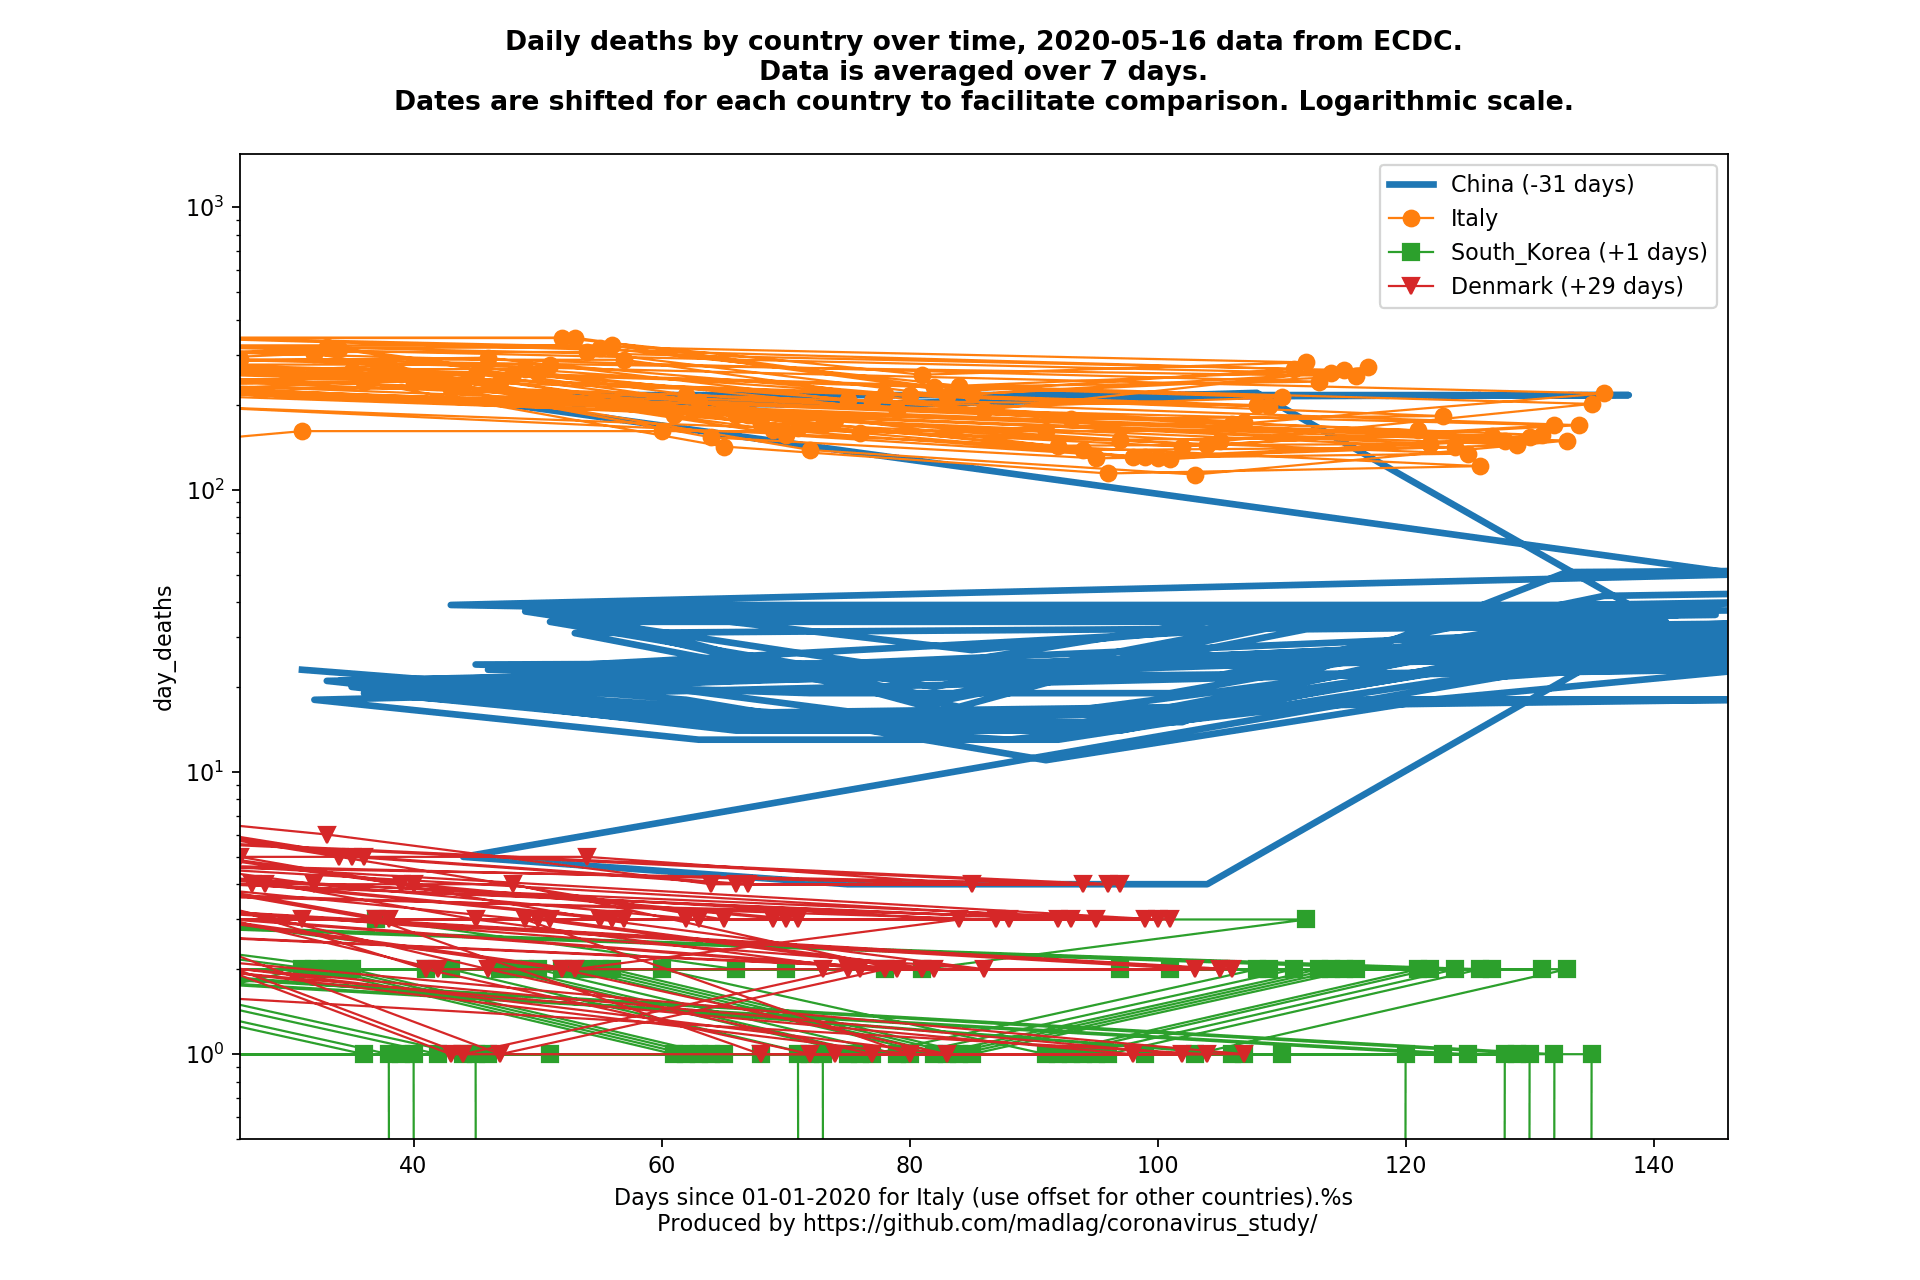 Daily deaths by country over time, 2020-05-16 data from ECDC.
Data is averaged over 7 days.
Dates are shifted for each country to facilitate comparison. Logarithmic scale.
China (-31 days)
Italy
South_Korea (+1 days)
Denmark (+29 days)
day_deaths
10³
10²
10¹
10⁰
40 60 80 100 120 140
Days since 01-01-2020 for Italy (use offset for other countries).%s
Produced by https://github.com/madlag/coronavirus_study/